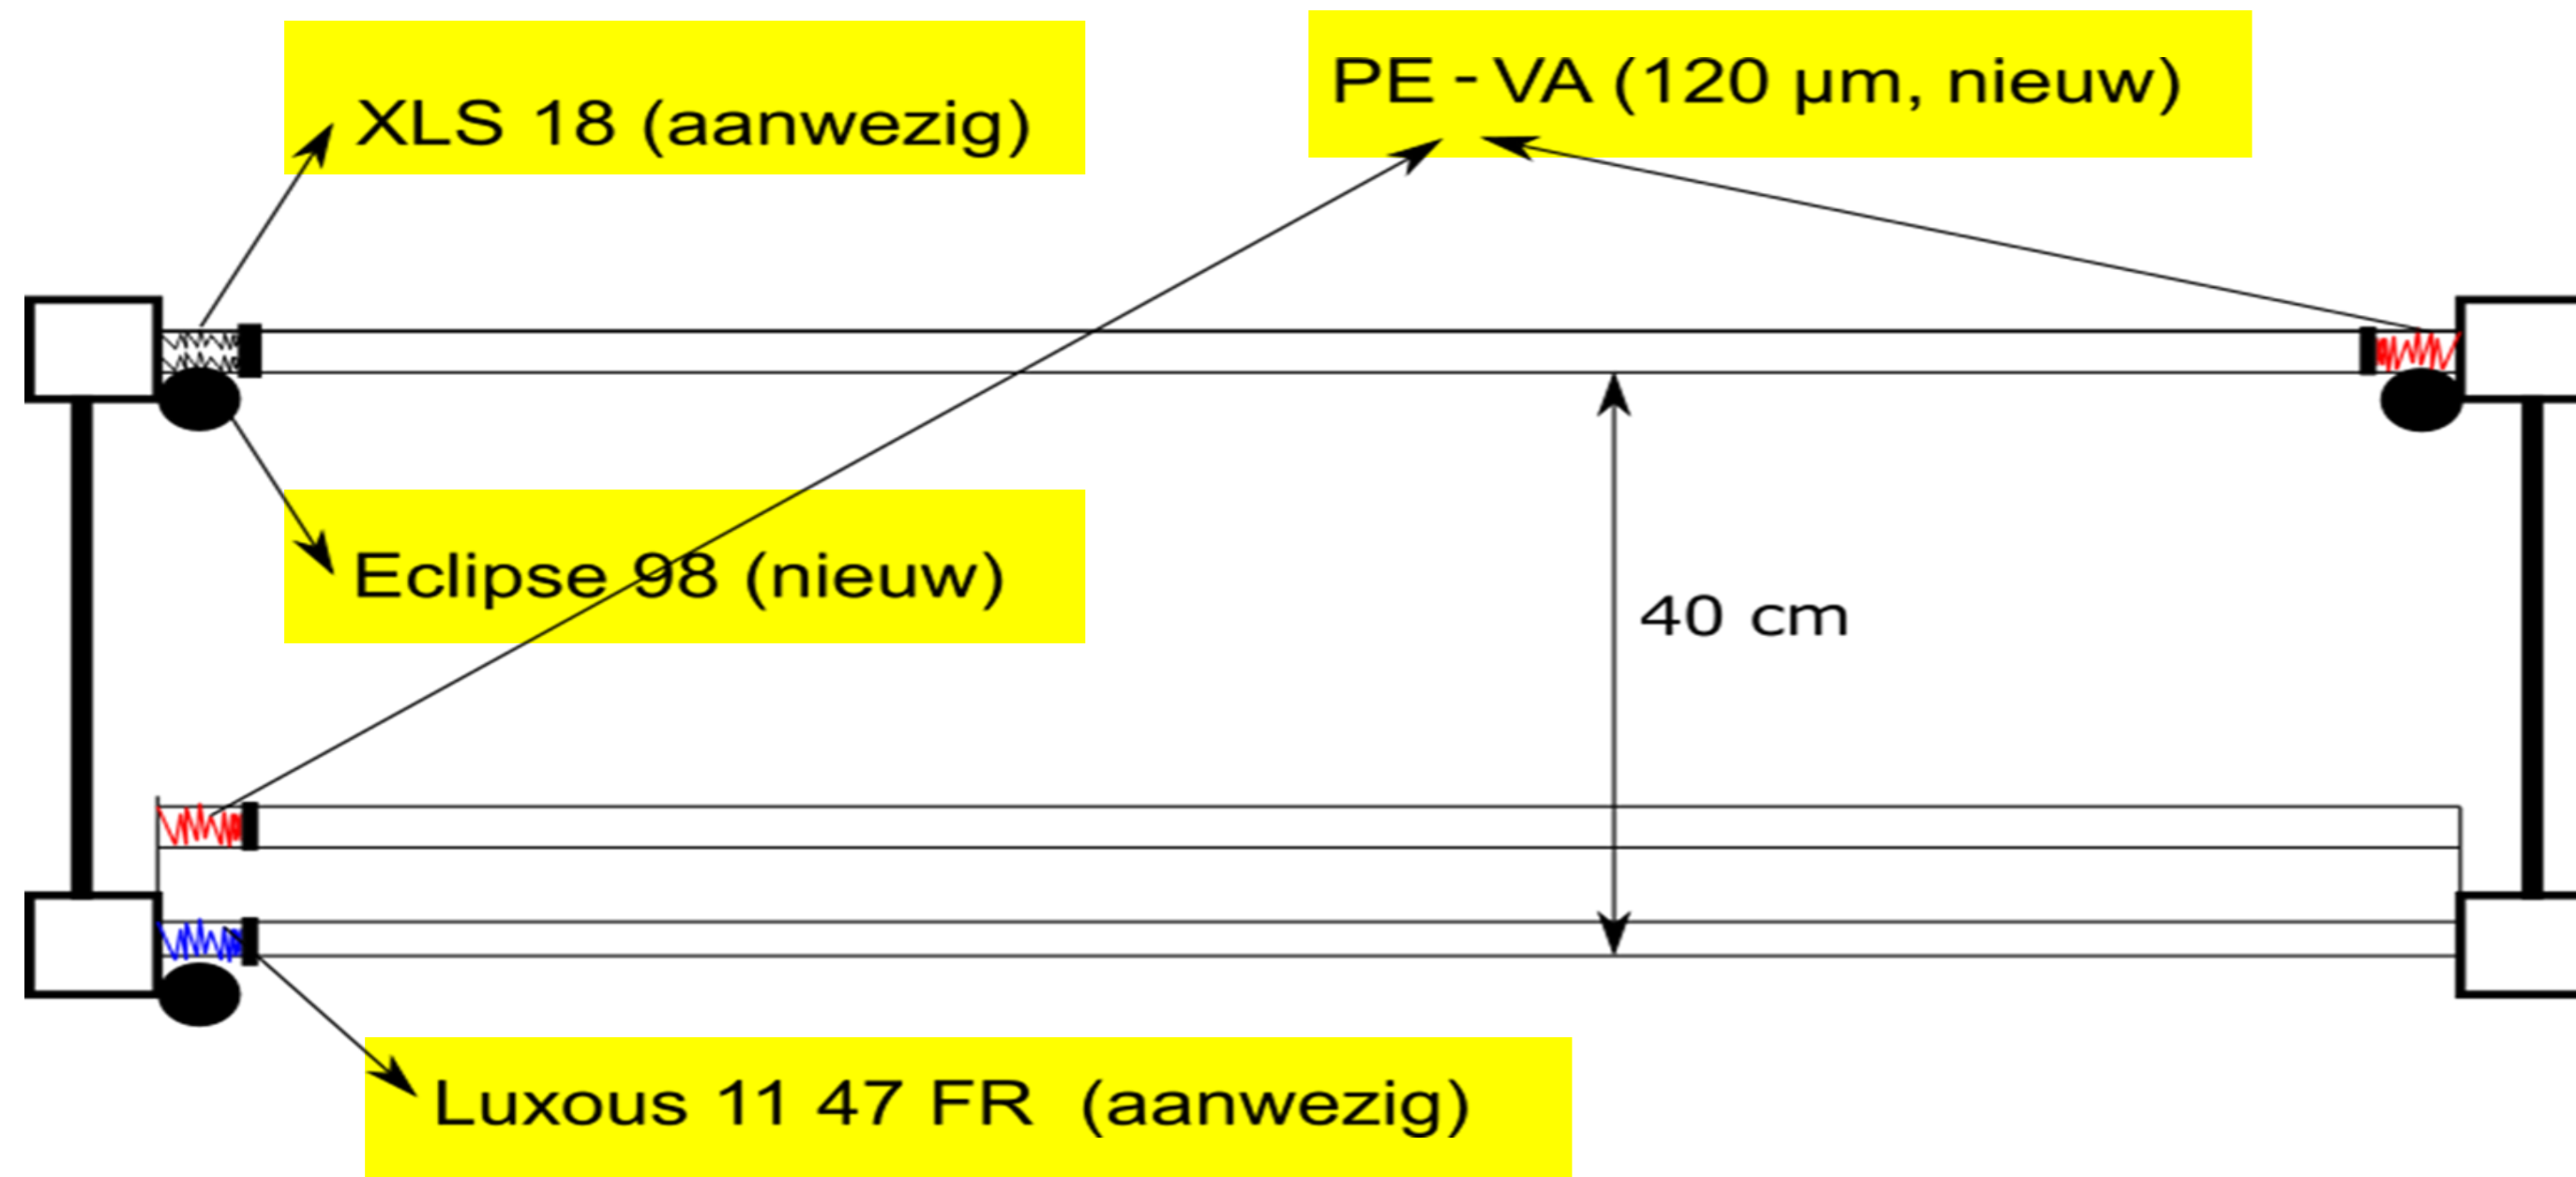 XLS 18 (aanwezig)
PE - VA (120 µm, nieuw)
Eclipse 98 (nieuw)
40 cm
Luxous 11 47 FR (aanwezig)